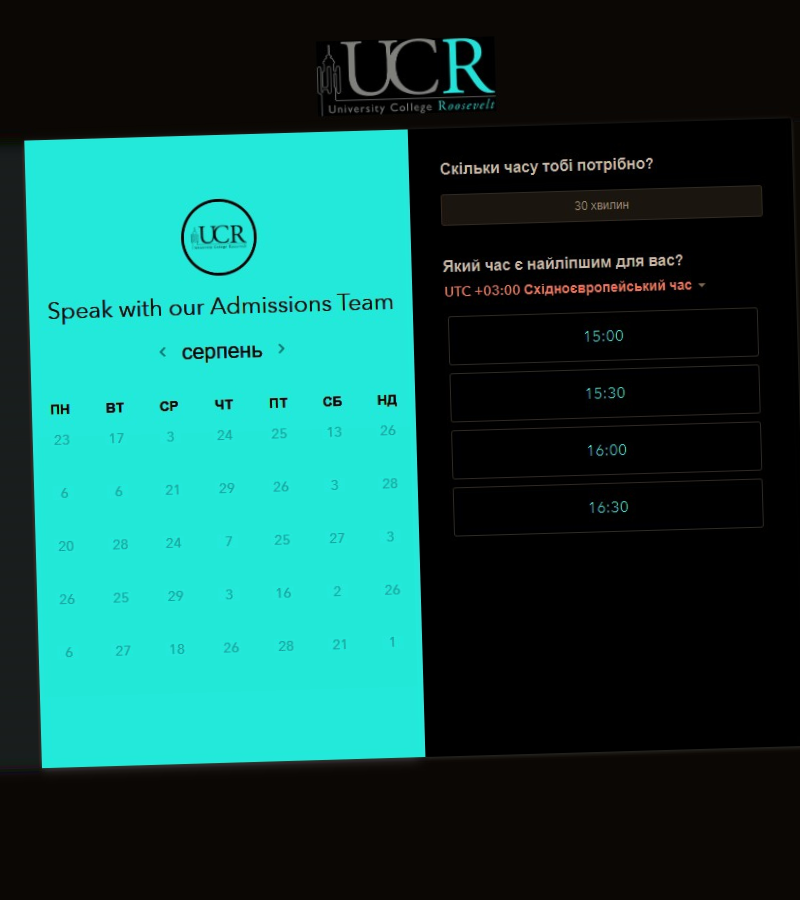 UCR
University College Roosevelt
UCR
University College Roosevelt
Speak with our Admissions Team
серпень
ПН ВТ СР ЧТ ПТ СБ НД
23 17 3 24 25 13 26
6 6 21 29 26 3 28
20 28 24 7 25 27 3
26 25 29 3 16 2 26
6 27 18 26 28 21 1
Скільки часу тобі потрібно?
30 хвилин
Який час є найліпшим для вас?
UTC +03:00 Східноєвропейський час
15:00
15:30
16:00
16:30